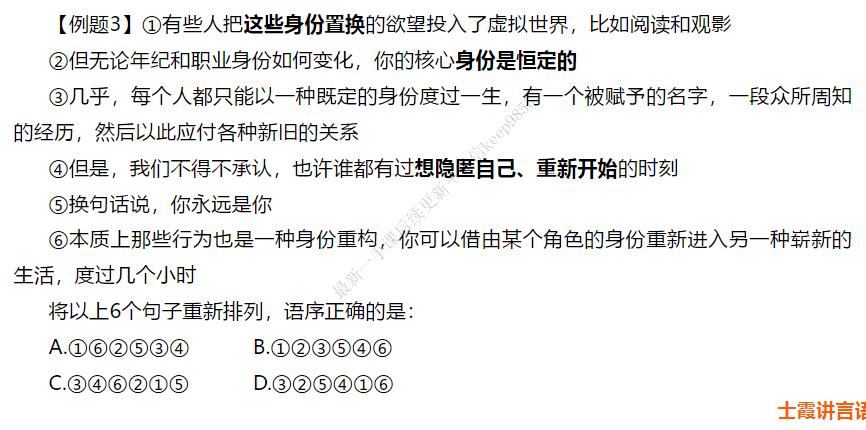 【例题3】①有些人把这些身份置换的欲望投入了虚拟世界，比如阅读和观影
②但无论年纪和职业身份如何变化，你的核心身份是恒定的
③几乎，每个人都只能以一种既定的身份度过一生，有一个被赋予的名字，一段众所周知
的经历，然后以此应付各种新旧的关系
④但是，我们不得不承认，也许谁都有过想隐匿自己、重新开始的时刻
⑤换句话说，你永远是你
⑥本质上那些行为也是一种身份重构，你可以借由某个角色的身份重新进入另一种崭新的
生活，度过几个小时
将以上6个句子重新排列，语序正确的是：
A.①⑥②⑤③④ B.①②③⑤④⑥
C.③④⑥②①⑤ D.③②⑤④①⑥
士霞讲言语